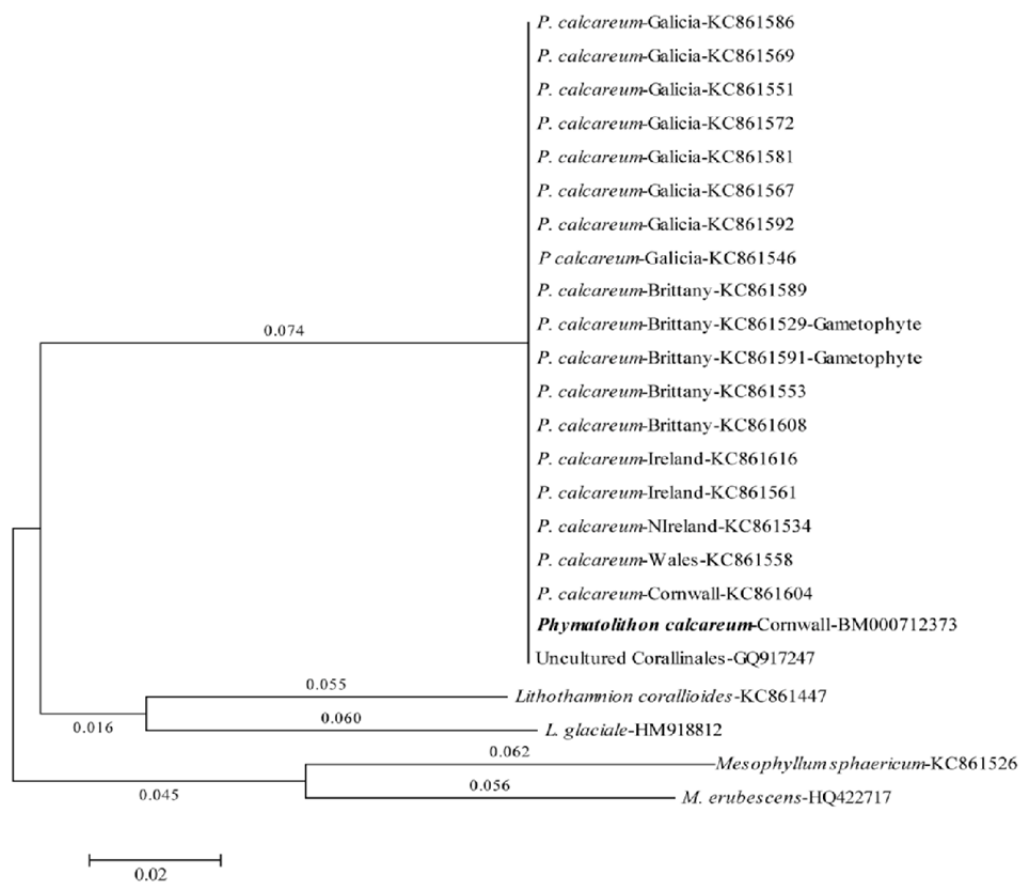 P. calcareum-Galicia-KC861586
P. calcareum-Galicia-KC861569
P. calcareum-Galicia-KC861551
P. calcareum-Galicia-KC861572
P. calcareum-Galicia-KC861581
P. calcareum-Galicia-KC861567
P. calcareum-Galicia-KC861592
P calcareum-Galicia-KC861546
P. calcareum-Brittany-KC861589
P. calcareum-Brittany-KC861529-Gametophyte
0.074
P. calcareum-Brittany-KC861591-Gametophyte
P. calcareum-Brittany-KC861553
P. calcareum-Brittany-KC861608
P. calcareum-Ireland-KC861616
P. calcareum-Ireland-KC861561
P. calcareum-NIreland-KC861534
P. calcareum-Wales-KC861558
P. calcareum-Cornwall-KC861604
Phymatolithon calcareum-Cornwall-BM000712373
Uncultured Corallinales-GQ917247
0.055
Lithothamnion corallioides-KC861447
0.016
0.060
L. glaciale-HM918812
0.062
Mesophyllum sphaericum-KC861526
0.045
0.056
M. erubescens-HQ422717
0.02